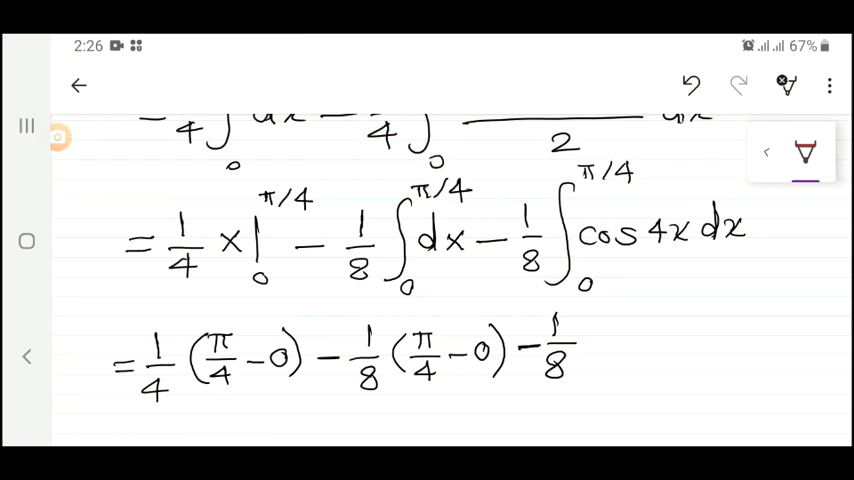 2:26 67%
= 1/4 x |₀^π/4 − 1/8 ∫₀^π/4 dx − 1/8 ∫₀^π/4 cos 4x dx
= 1/4 (π/4 − 0) − 1/8 (π/4 − 0) − 1/8